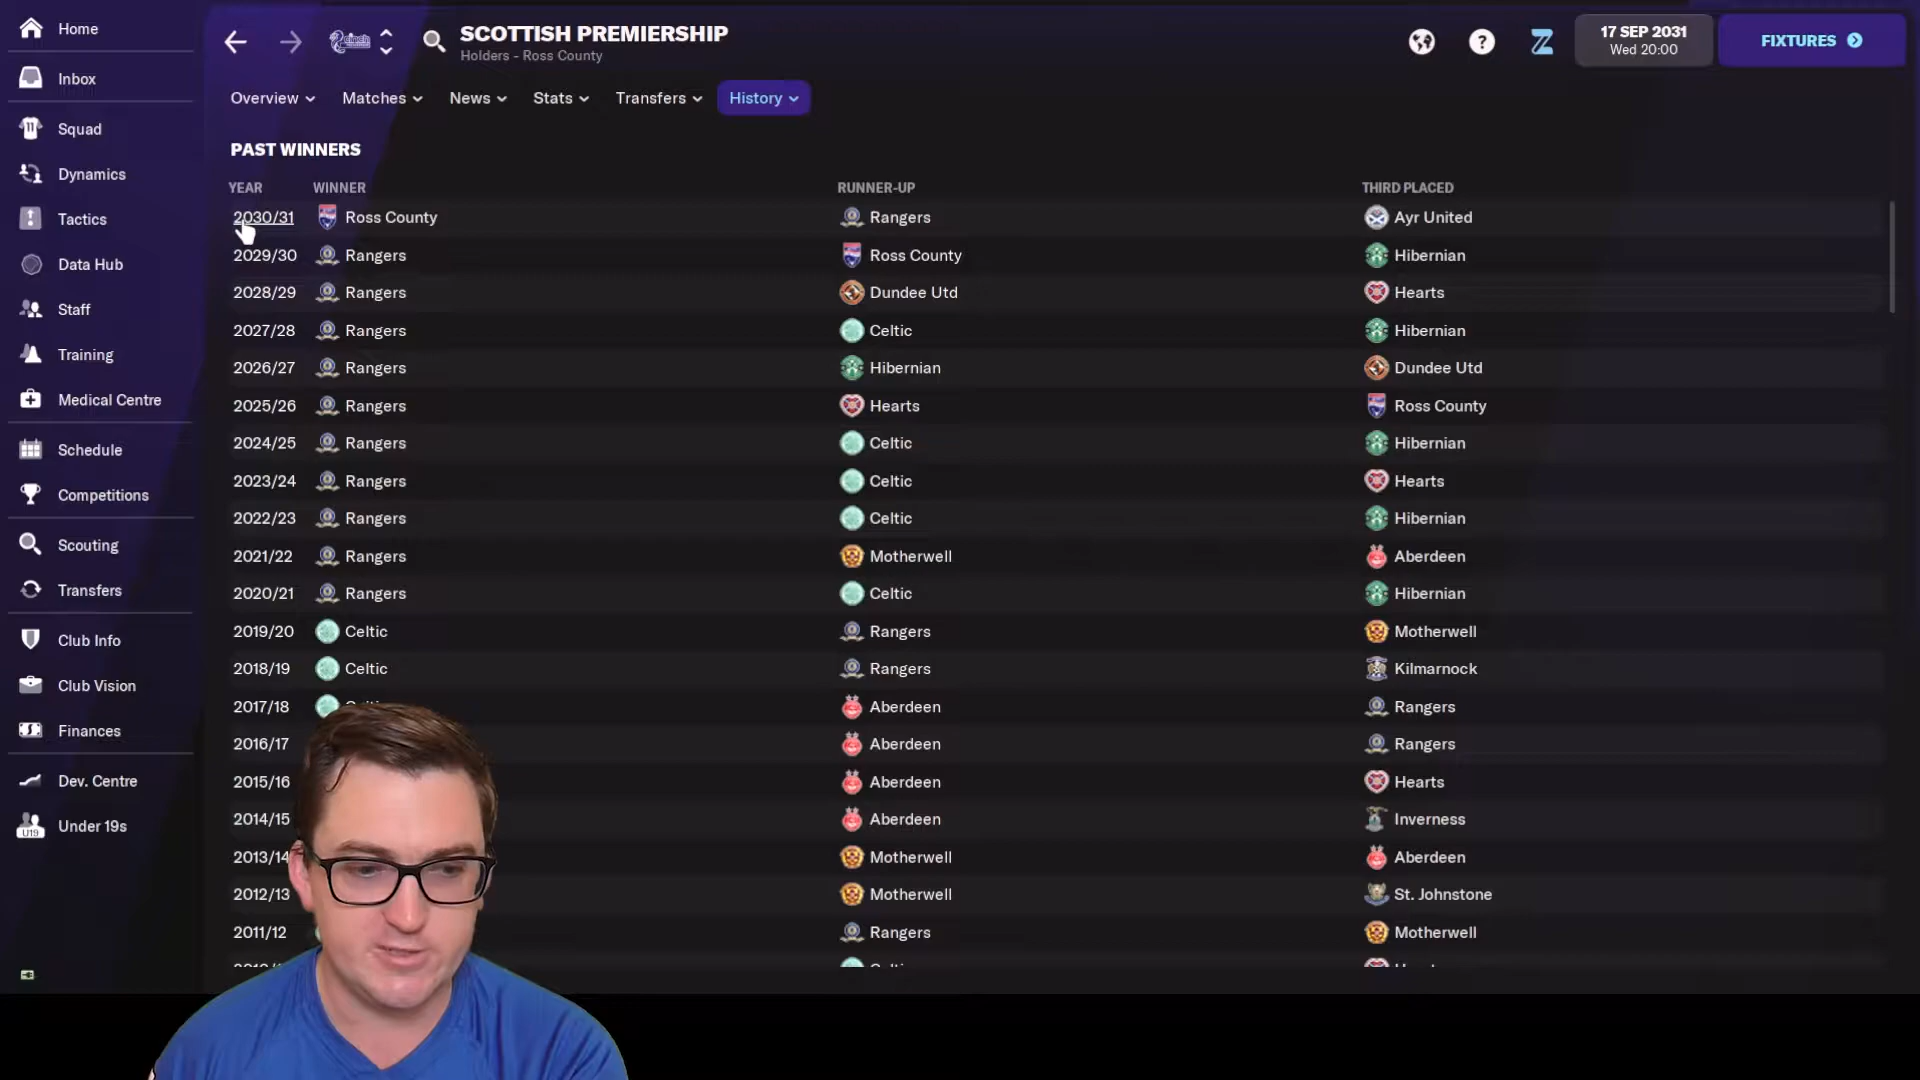 Home
Inbox
Squad
Dynamics
Tactics
Data Hub
Staff
Training
Medical Centre
Schedule
Competitions
Scouting
Transfers
Club Info
Club Vision
Finances
Dev. Centre
U19 Under 19s
cinch
SCOTTISH PREMIERSHIP
Holders - Ross County
?
17 SEP 2031
Wed 20:00
FIXTURES
Overview Matches News Stats Transfers History
PAST WINNERS
YEAR WINNER RUNNER-UP THIRD PLACED
2030/31 Ross County Rangers Ayr United
2029/30 Rangers Ross County Hibernian
2028/29 Rangers Dundee Utd Hearts
2027/28 Rangers Celtic Hibernian
2026/27 Rangers Hibernian Dundee Utd
2025/26 Rangers Hearts Ross County
2024/25 Rangers Celtic Hibernian
2023/24 Rangers Celtic Hearts
2022/23 Rangers Celtic Hibernian
2021/22 Rangers Motherwell Aberdeen
2020/21 Rangers Celtic Hibernian
2019/20 Celtic Rangers Motherwell
2018/19 Celtic Rangers Kilmarnock
2017/18 Aberdeen Rangers
2016/17 Aberdeen Rangers
2015/16 Aberdeen Hearts
2014/15 Aberdeen Inverness
2013/14 Motherwell Aberdeen
2012/13 Motherwell St. Johnstone
2011/12 Rangers Motherwell